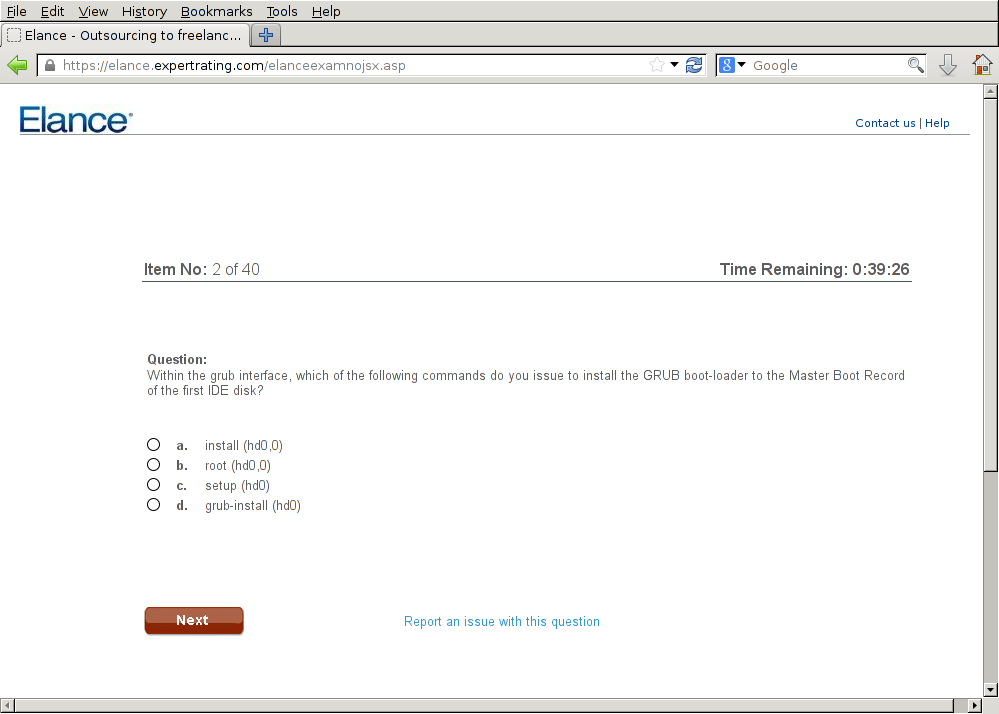 File Edit View History Bookmarks Tools Help
Elance - Outsourcing to freelanc...
https://elance.expertrating.com/elanceexamnojsx.asp
8 Google
Elance®
Contact us | Help
Item No: 2 of 40
Time Remaining: 0:39:26
Question:
Within the grub interface, which of the following commands do you issue to install the GRUB boot-loader to the Master Boot Record
of the first IDE disk?
a. install (hd0,0)
b. root (hd0,0)
c. setup (hd0)
d. grub-install (hd0)
Next
Report an issue with this question